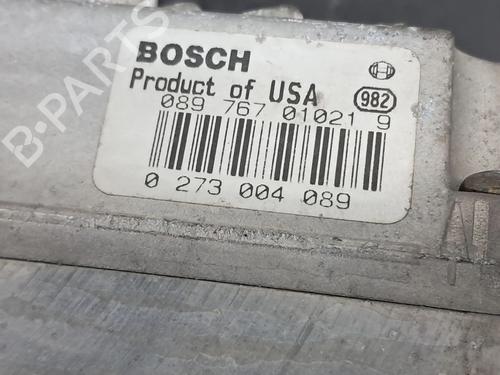 BOSCH
Product of USA
982
089 767 01021 9
0 273 004 089
B-PARTS